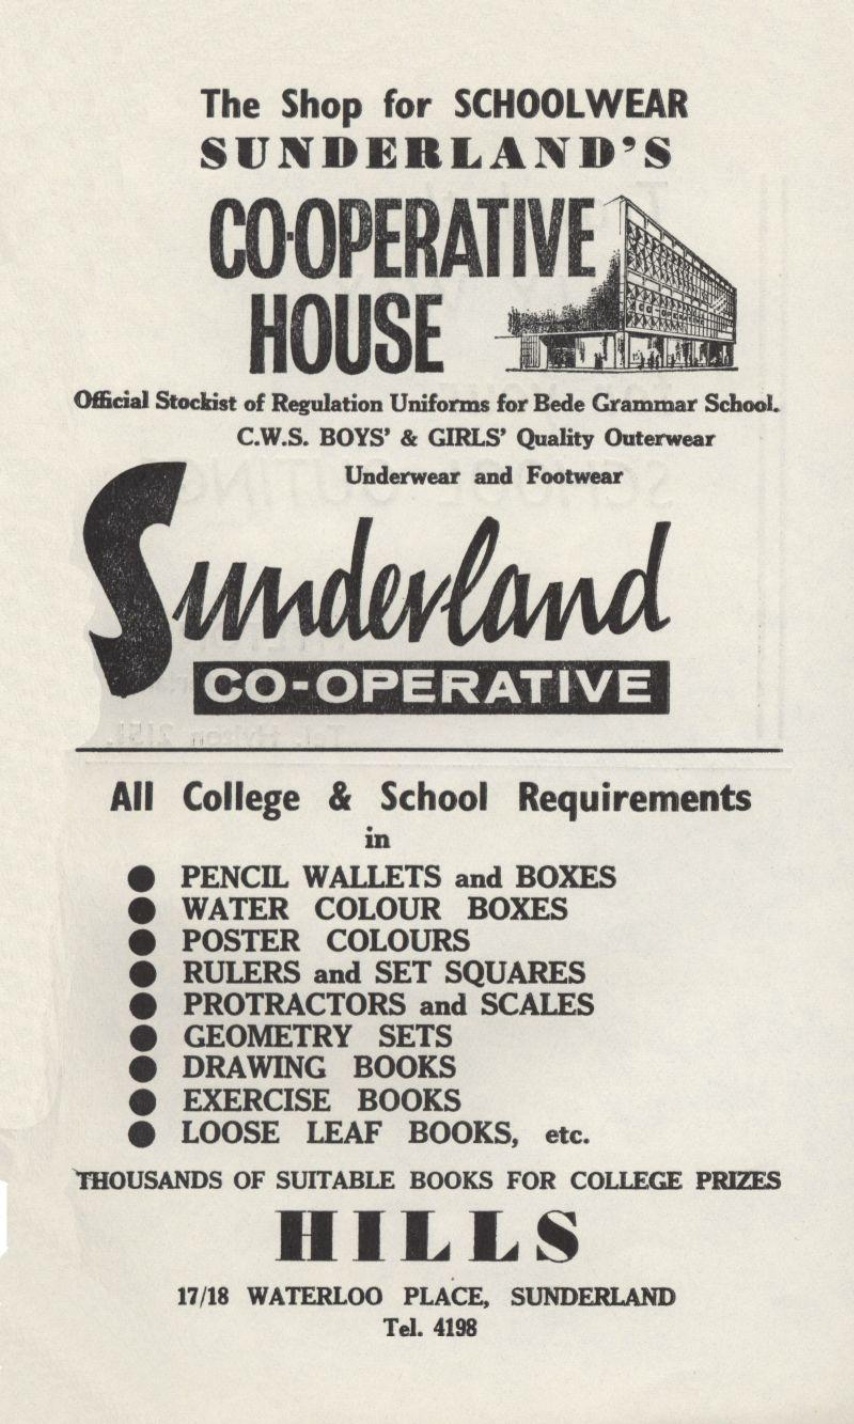 The Shop for SCHOOLWEAR
SUNDERLAND'S
CO-OPERATIVE
HOUSE
Official Stockist of Regulation Uniforms for Bede Grammar School.
C.W.S. BOYS' & GIRLS' Quality Outerwear
Underwear and Footwear
Sunderland
CO-OPERATIVE
All College & School Requirements
in
● PENCIL WALLETS and BOXES
● WATER COLOUR BOXES
● POSTER COLOURS
● RULERS and SET SQUARES
● PROTRACTORS and SCALES
● GEOMETRY SETS
● DRAWING BOOKS
● EXERCISE BOOKS
● LOOSE LEAF BOOKS, etc.
THOUSANDS OF SUITABLE BOOKS FOR COLLEGE PRIZES
HILLS
17/18 WATERLOO PLACE, SUNDERLAND
Tel. 4198